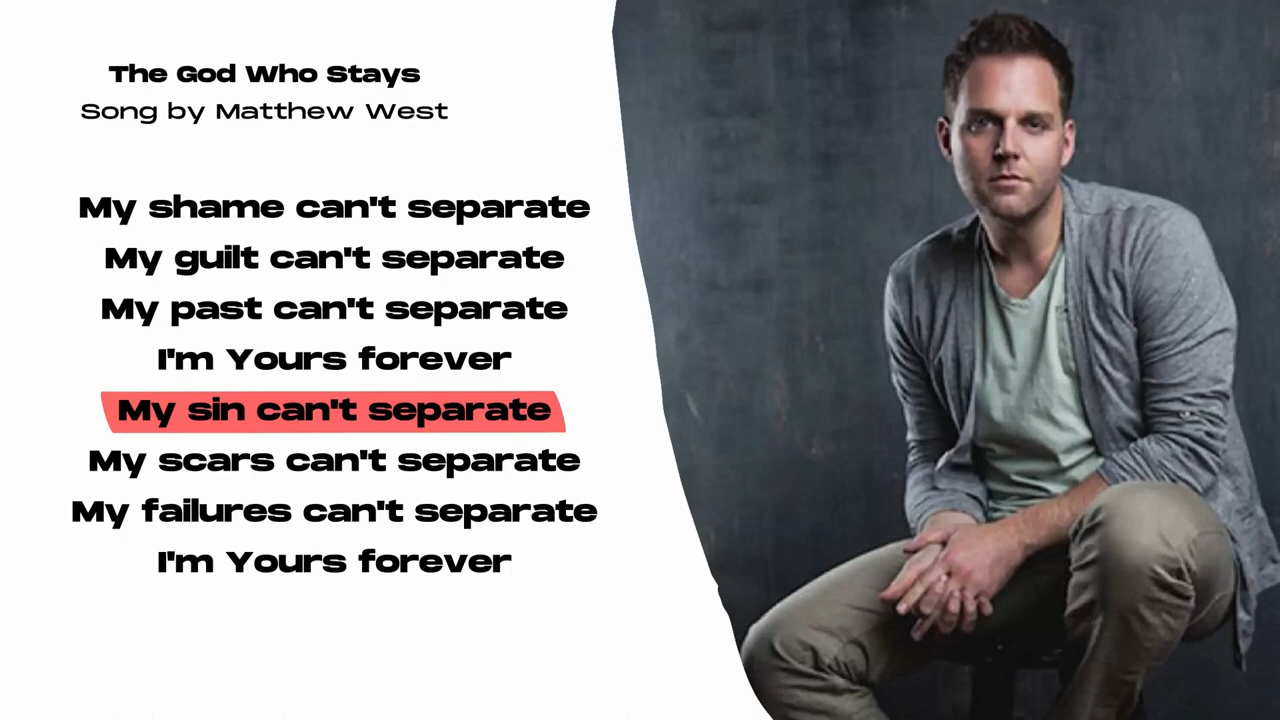 The God Who Stays
Song by Matthew West
My shame can't separate
My guilt can't separate
My past can't separate
I'm Yours forever
My sin can't separate
My scars can't separate
My failures can't separate
I'm Yours forever